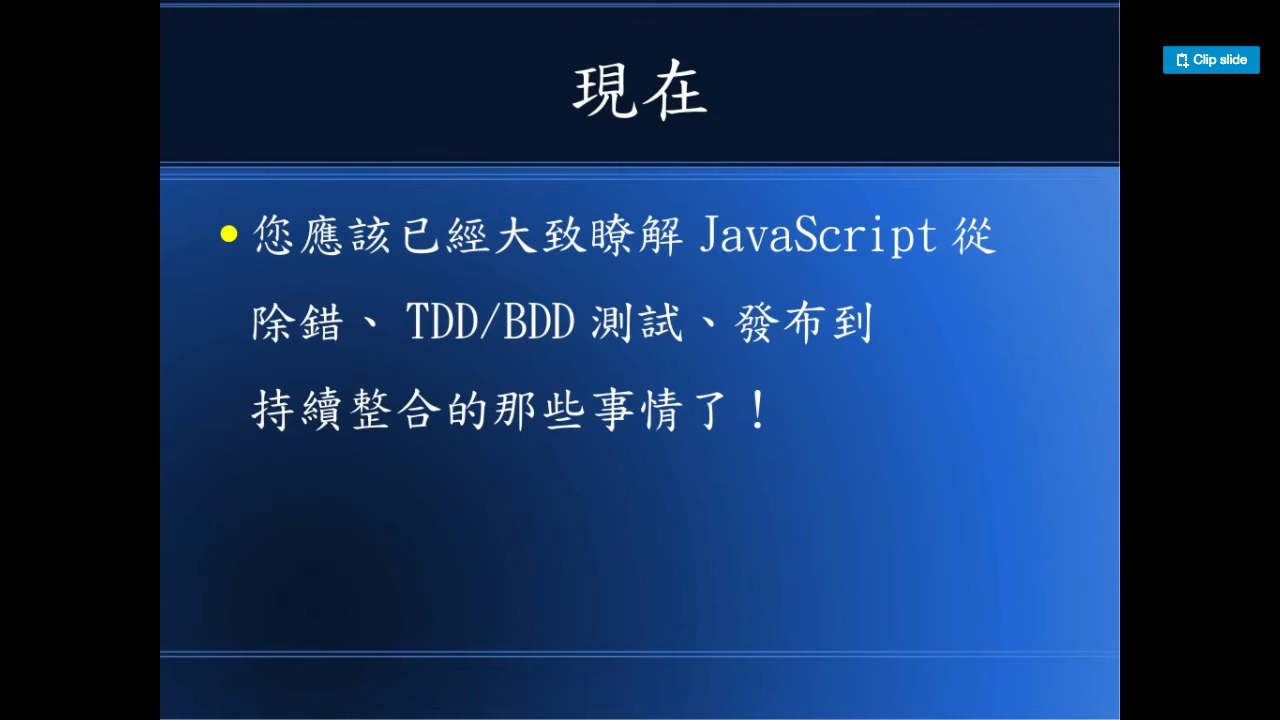 現在
Clip slide
• 您應該已經大致瞭解 JavaScript 從
除錯、 TDD/BDD 測試、發布到
持續整合的那些事情了！